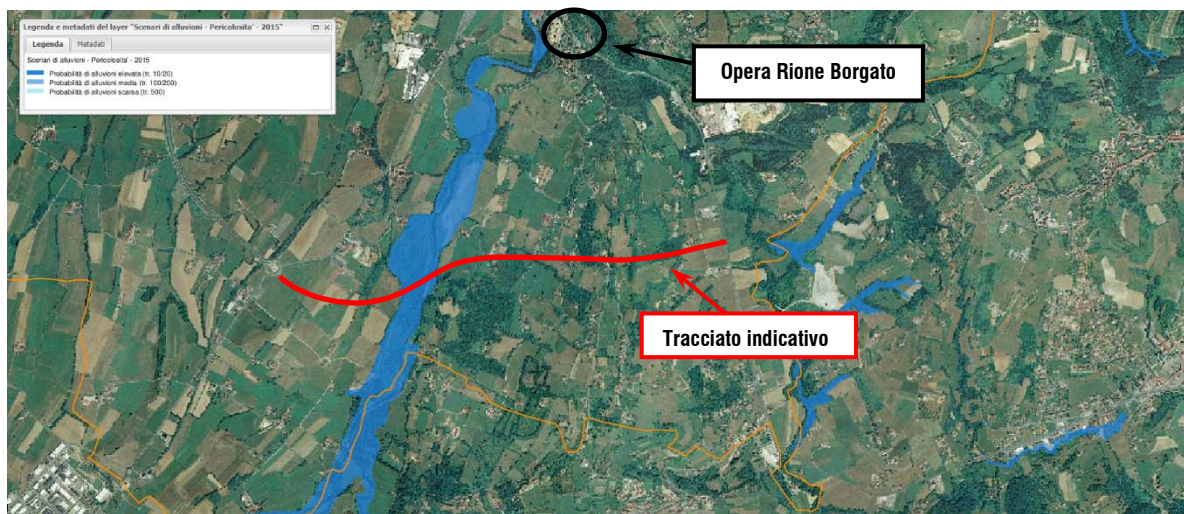 Legenda e metadati del layer "Scenari di alluvioni - Pericolosita' - 2015"
Legenda
Metadati
Scenari di alluvioni - Pericolosita' - 2015
Probabilità di alluvioni elevata (tr. 10/20)
Probabilità di alluvioni media (tr. 100/200)
Probabilità di alluvioni scarsa (tr. 500)
Opera Rione Borgato
Tracciato indicativo